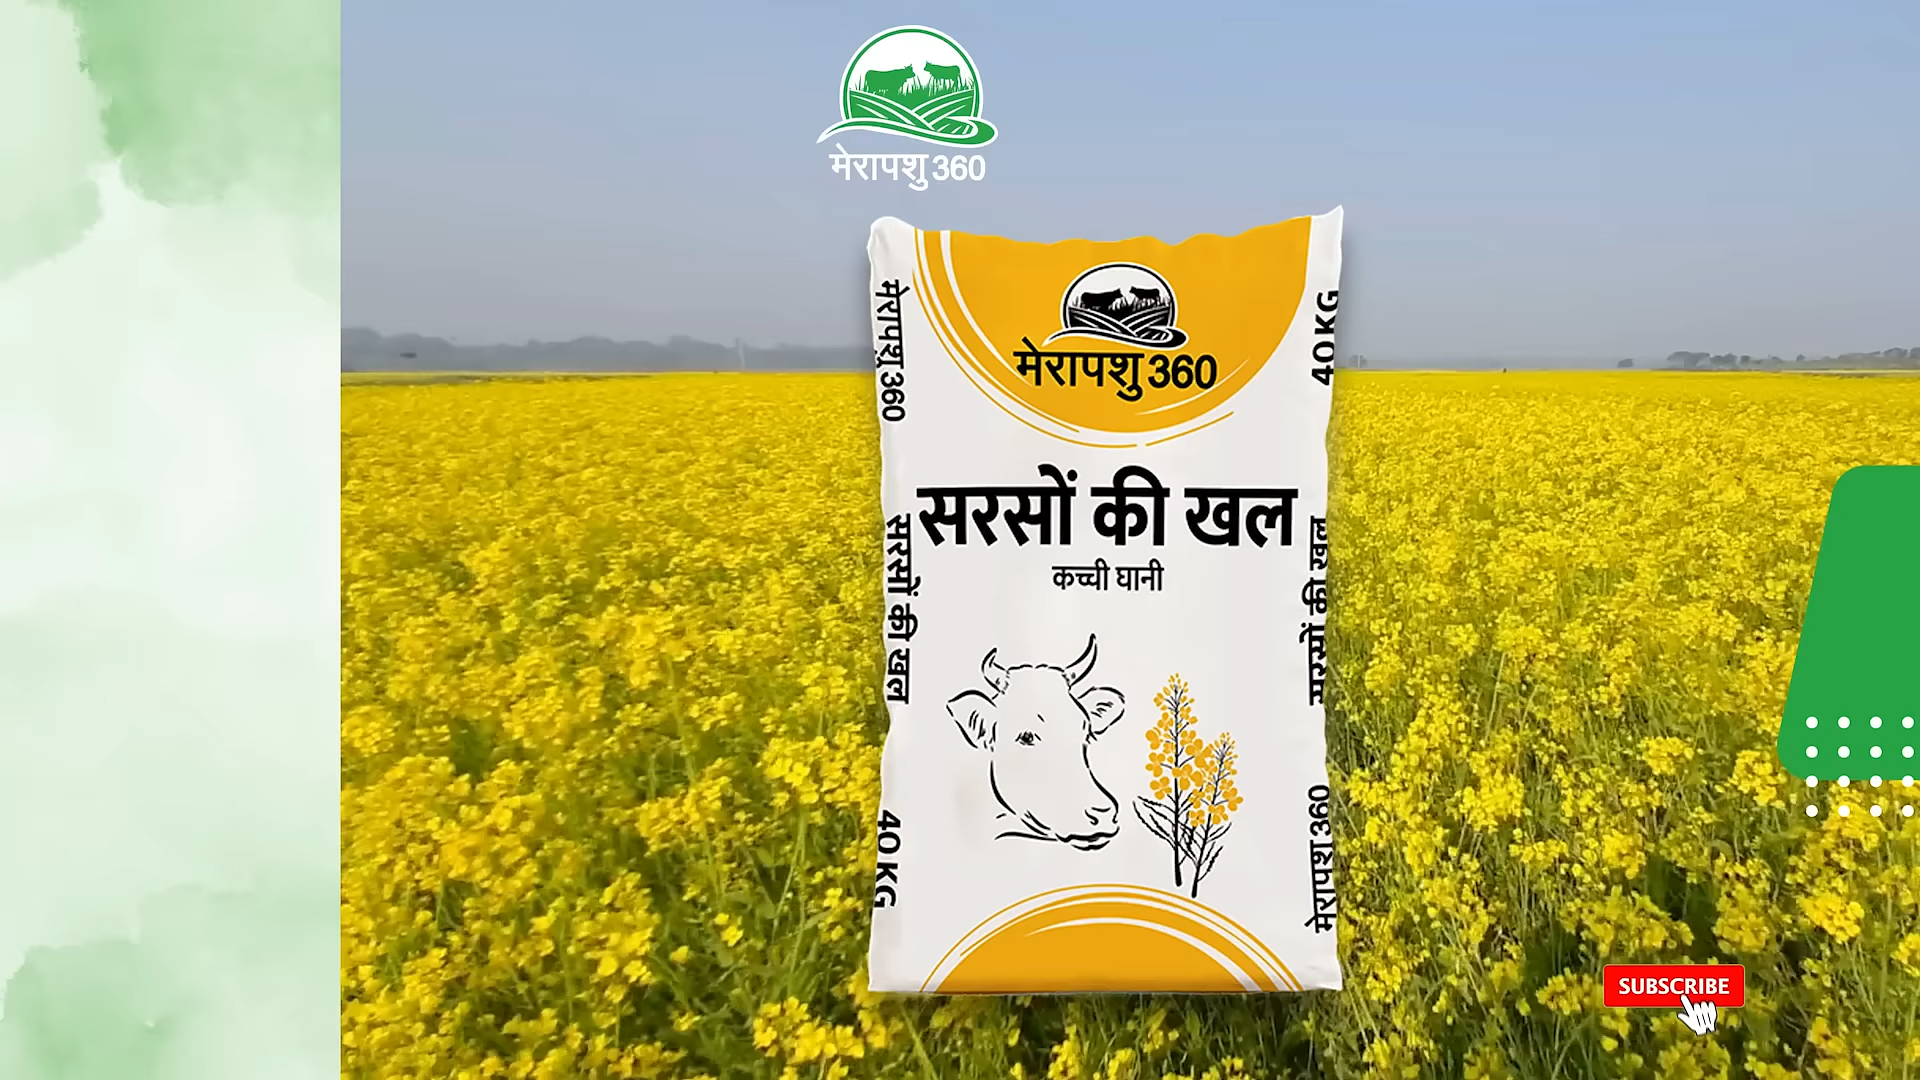 मेरापशु 360
मेरापशु 360
सरसों की खल
कच्ची घानी
मेरापशु 360
सरसों की खल
40 KG
40 KG
सरसों की खल
मेरापशु 360
SUBSCRIBE